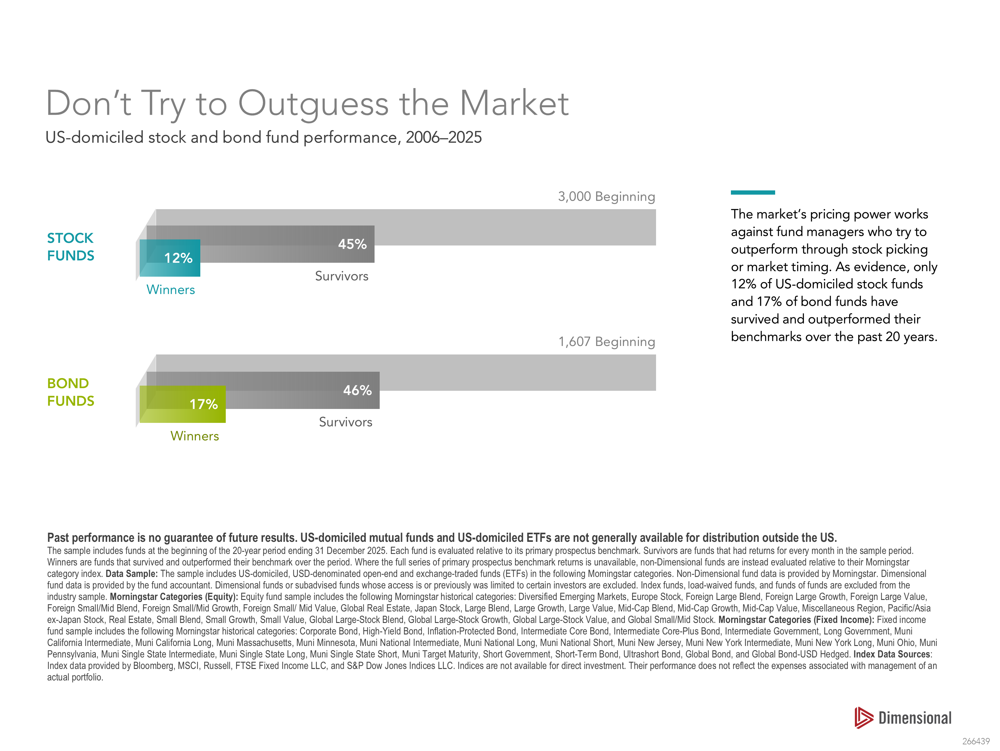 Don’t Try to Outguess the Market
US-domiciled stock and bond fund performance, 2006–2025
3,000 Beginning
STOCK
FUNDS
45%
12%
Survivors
Winners
1,607 Beginning
BOND
FUNDS
46%
17%
Survivors
Winners
The market’s pricing power works
against fund managers who try to
outperform through stock picking
or market timing. As evidence, only
12% of US-domiciled stock funds
and 17% of bond funds have
survived and outperformed their
benchmarks over the past 20 years.
Past performance is no guarantee of future results. US-domiciled mutual funds and US-domiciled ETFs are not generally available for distribution outside the US.
The sample includes funds at the beginning of the 20-year period ending 31 December 2025. Each fund is evaluated relative to its primary prospectus benchmark. Survivors are funds that had returns for every month in the sample period.
Winners are funds that survived and outperformed their benchmark over the period. Where the full series of primary prospectus benchmark returns is unavailable, non-Dimensional funds are instead evaluated relative to their Morningstar
category index. Data Sample: The sample includes US-domiciled, USD-denominated open-end and exchange-traded funds (ETFs) in the following Morningstar categories. Non-Dimensional fund data is provided by Morningstar. Dimensional
fund data is provided by the fund accountant. Dimensional funds or subadvised funds whose access is or previously was limited to certain investors are excluded. Index funds, load-waived funds, and funds of funds are excluded from the
industry sample. Morningstar Categories (Equity): Equity fund sample includes the following Morningstar historical categories: Diversified Emerging Markets, Europe Stock, Foreign Large Blend, Foreign Large Growth, Foreign Large Value,
Foreign Small/Mid Blend, Foreign Small/Mid Growth, Foreign Small/ Mid Value, Global Real Estate, Japan Stock, Large Blend, Large Growth, Large Value, Mid-Cap Blend, Mid-Cap Growth, Mid-Cap Value, Miscellaneous Region, Pacific/Asia
ex-Japan Stock, Real Estate, Small Blend, Small Growth, Small Value, Global Large-Stock Blend, Global Large-Stock Growth, Global Large-Stock Value, and Global Small/Mid Stock. Morningstar Categories (Fixed Income): Fixed income
fund sample includes the following Morningstar historical categories: Corporate Bond, High-Yield Bond, Inflation-Protected Bond, Intermediate Core Bond, Intermediate Core-Plus Bond, Intermediate Government, Long Government, Muni
California Intermediate, Muni California Long, Muni Massachusetts, Muni Minnesota, Muni National Intermediate, Muni National Long, Muni National Short, Muni New Jersey, Muni New York Intermediate, Muni New York Long, Muni Ohio, Muni
Pennsylvania, Muni Single State Intermediate, Muni Single State Long, Muni Single State Short, Muni Target Maturity, Short Government, Short-Term Bond, Ultrashort Bond, Global Bond, and Global Bond-USD Hedged. Index Data Sources:
Index data provided by Bloomberg, MSCI, Russell, FTSE Fixed Income LLC, and S&P Dow Jones Indices LLC. Indices are not available for direct investment. Their performance does not reflect the expenses associated with management of an
actual portfolio.
Dimensional
266439